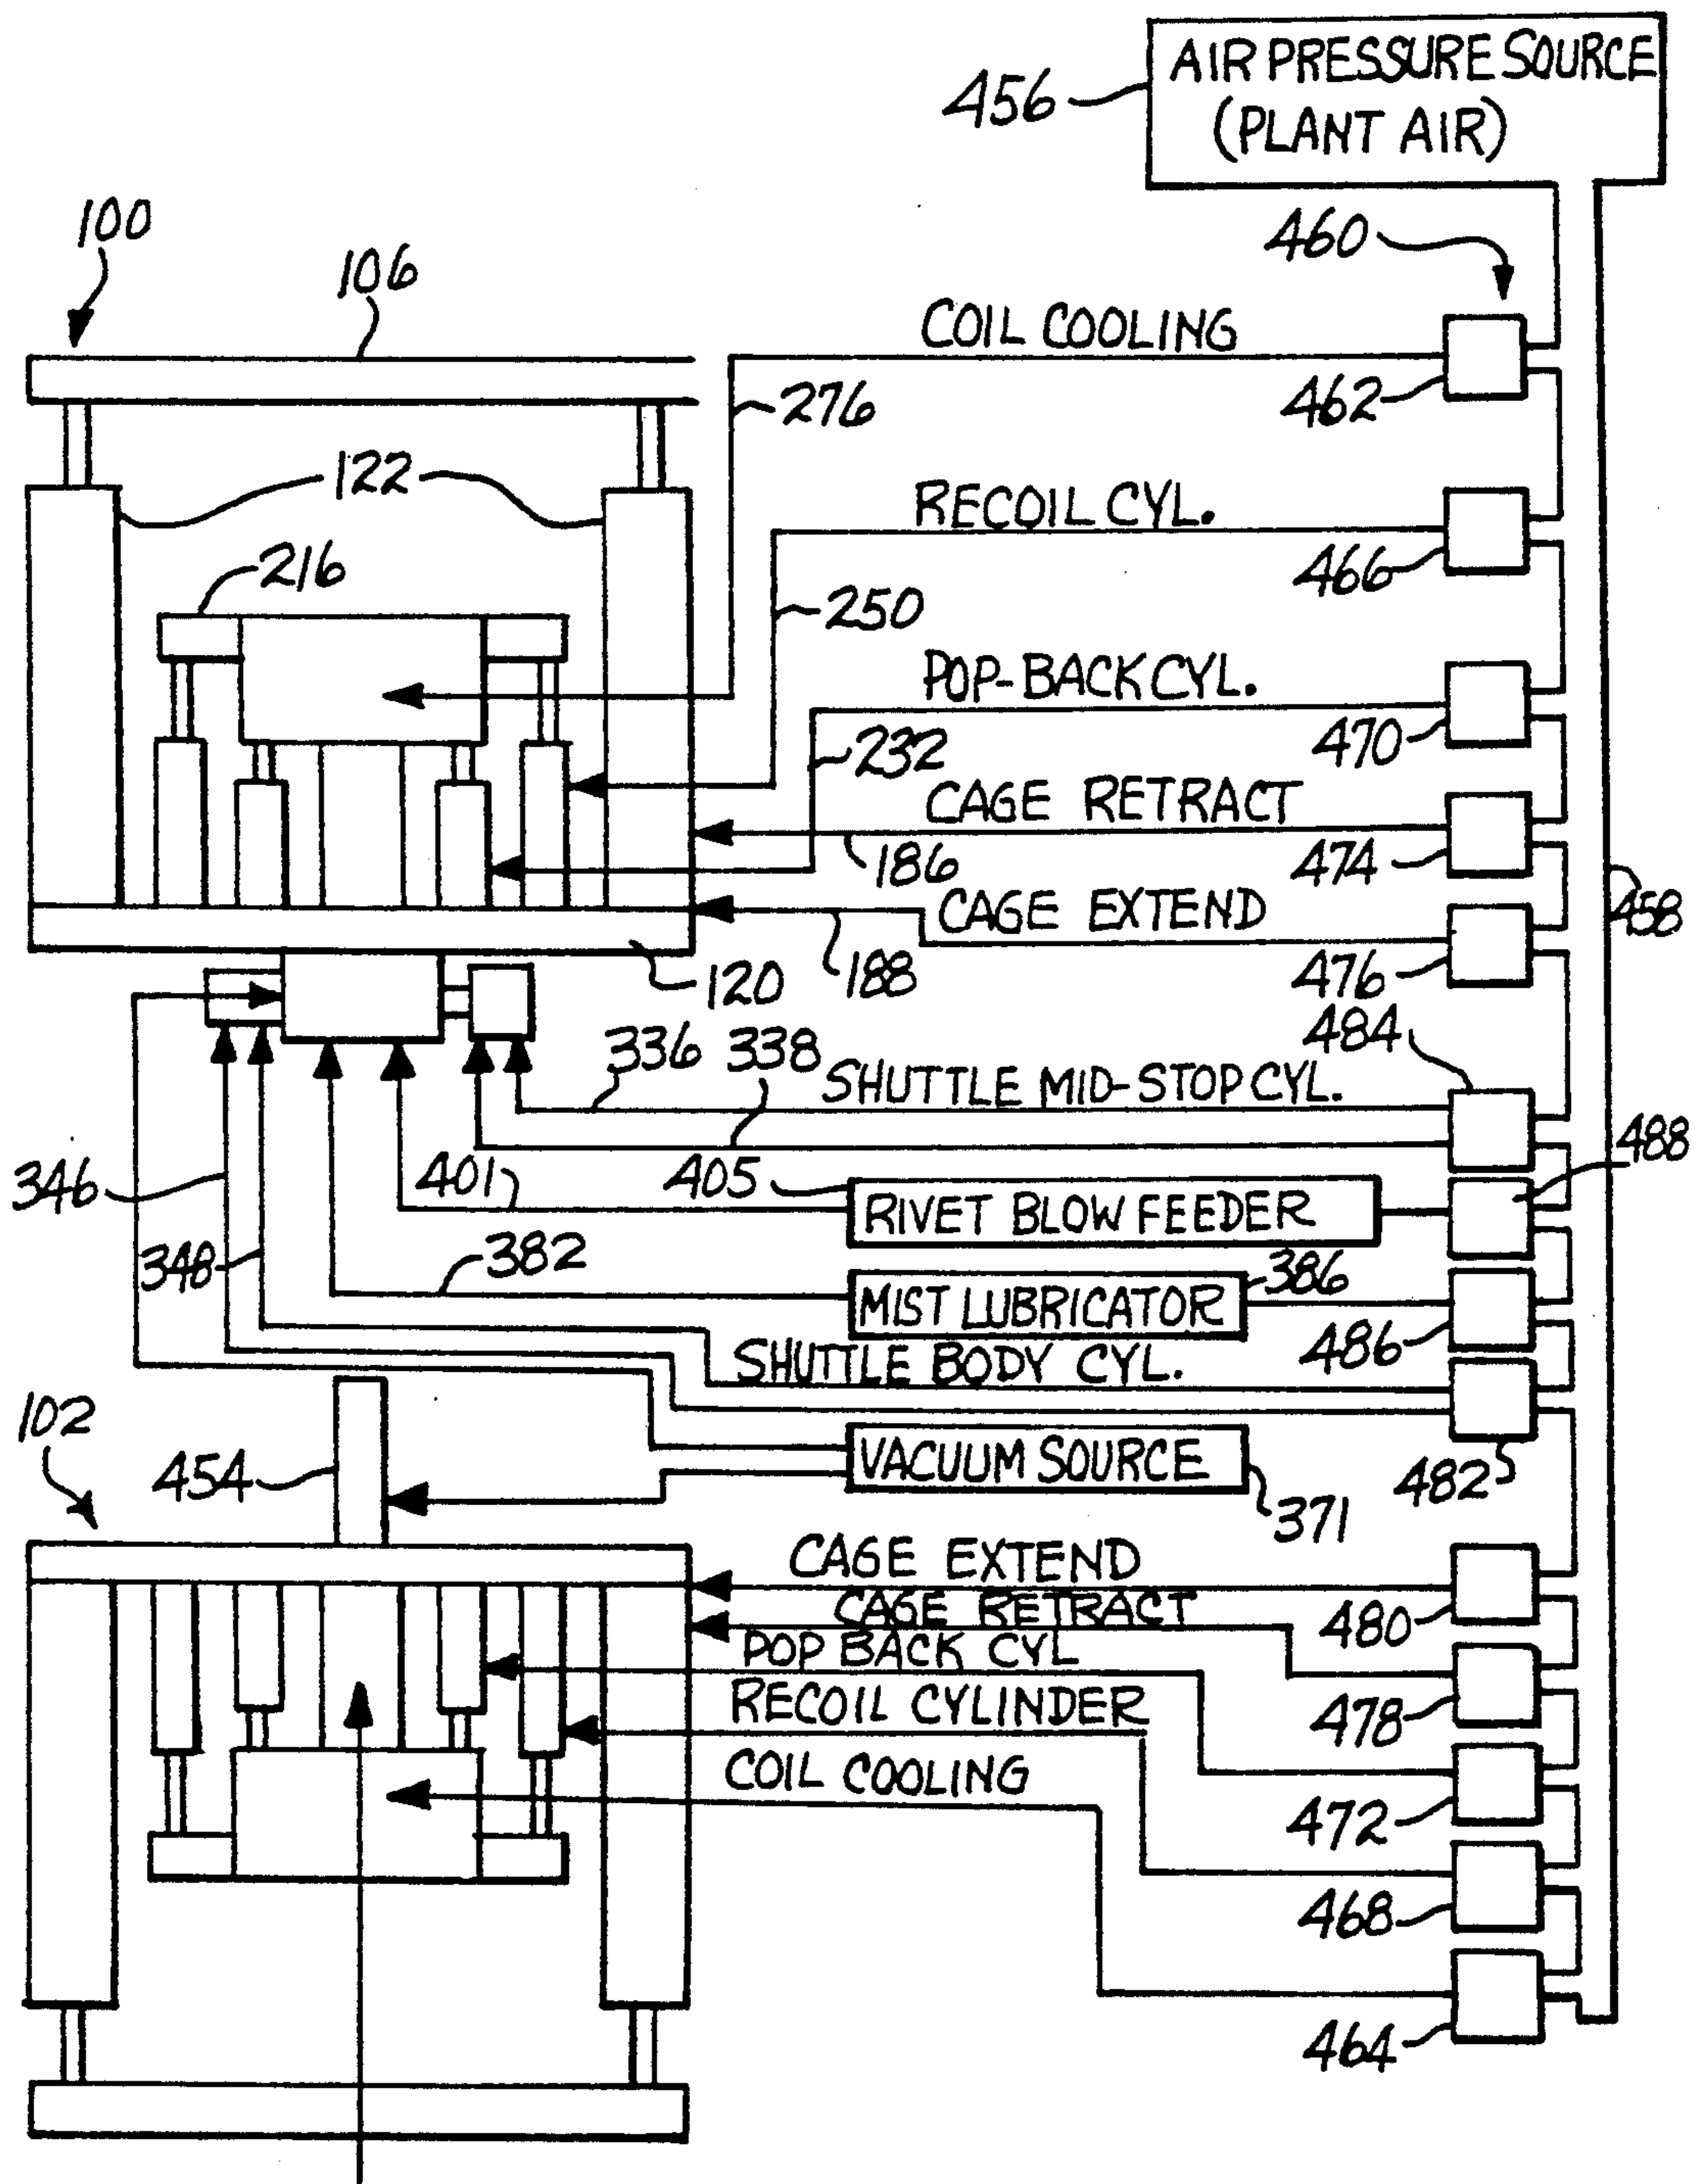 AIR PRESSURE SOURCE
(PLANT AIR)
456
460
100
106
COIL COOLING
462
276
122
RECOIL CYL.
466
216
250
POP-BACK CYL.
470
232
CAGE RETRACT
186
474
458
CAGE EXTEND
188
476
120
484
336
338
SHUTTLE MID-STOP CYL.
488
346
401
405
RIVET BLOW FEEDER
348
382
386
MIST LUBRICATOR
486
SHUTTLE BODY CYL.
102
454
VACUUM SOURCE
482
371
CAGE EXTEND
480
CAGE RETRACT
POP BACK CYL
478
RECOIL CYLINDER
COIL COOLING
472
468
464